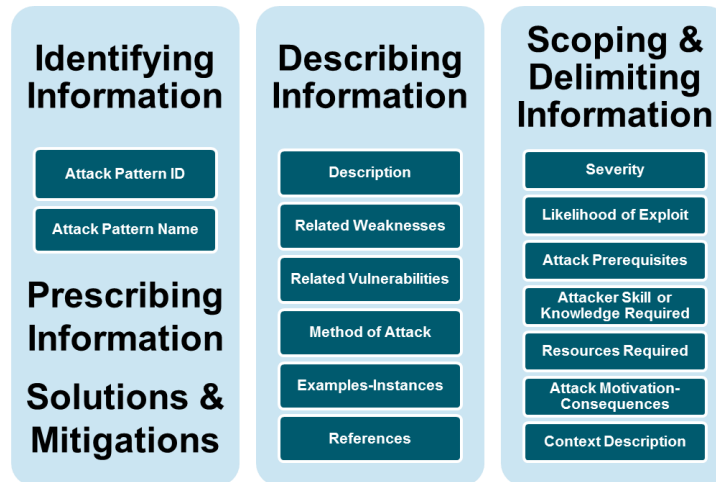 Identifying
Information
Attack Pattern ID
Attack Pattern Name
Prescribing
Information
Solutions &
Mitigations
Describing
Information
Description
Related Weaknesses
Related Vulnerabilities
Method of Attack
Examples-Instances
References
Scoping &
Delimiting
Information
Severity
Likelihood of Exploit
Attack Prerequisites
Attacker Skill or
Knowledge Required
Resources Required
Attack Motivation-
Consequences
Context Description